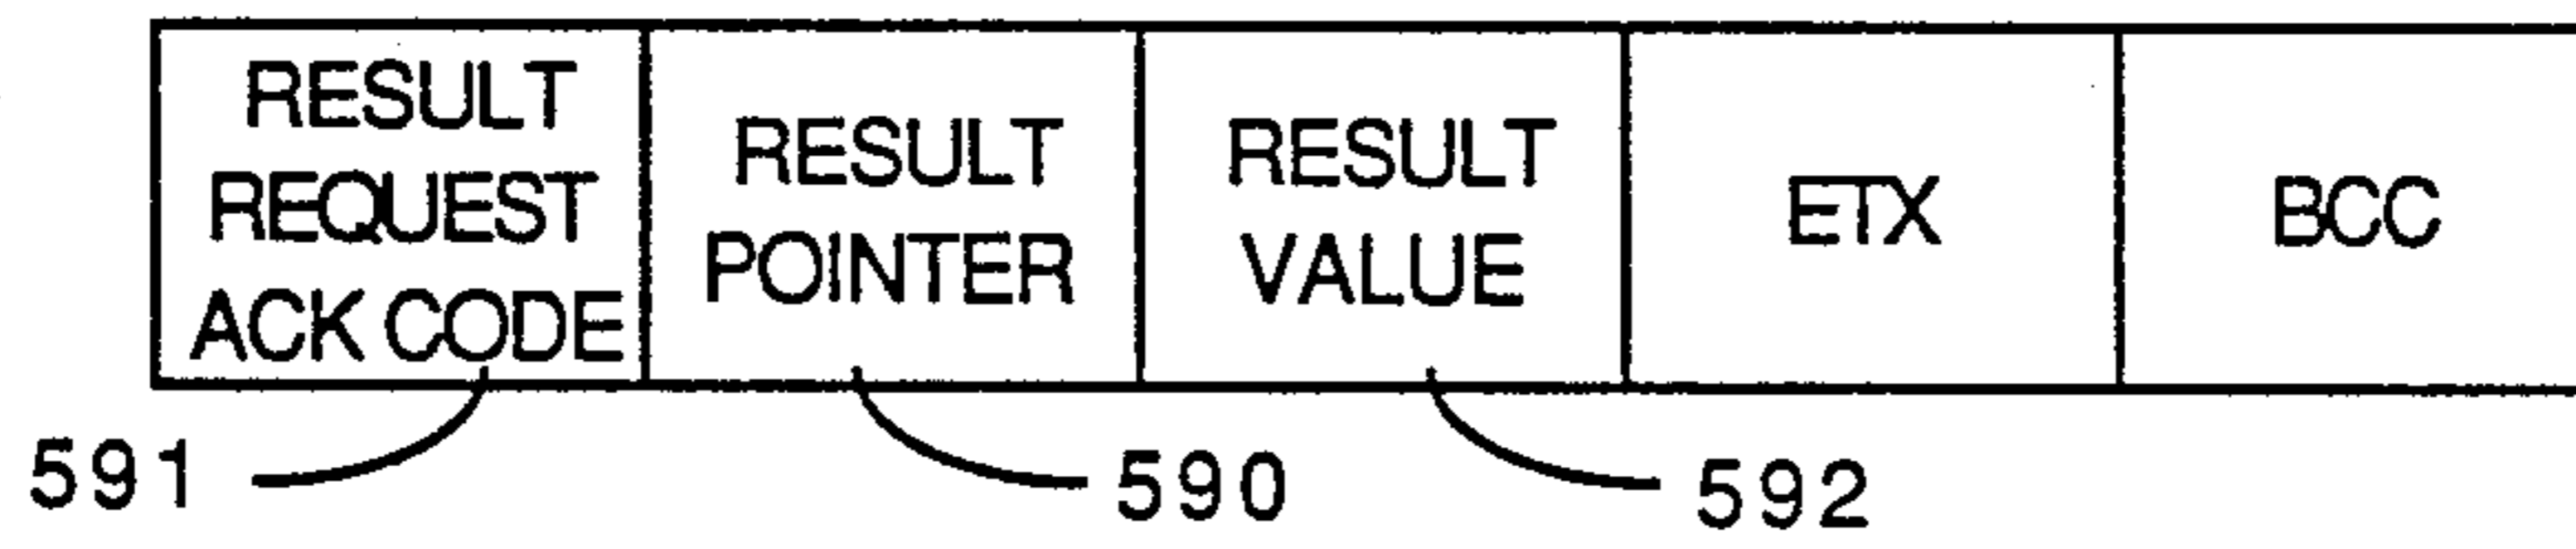 RESULT
REQUEST
ACK CODE
RESULT
POINTER
RESULT
VALUE
ETX
BCC
591
590
592